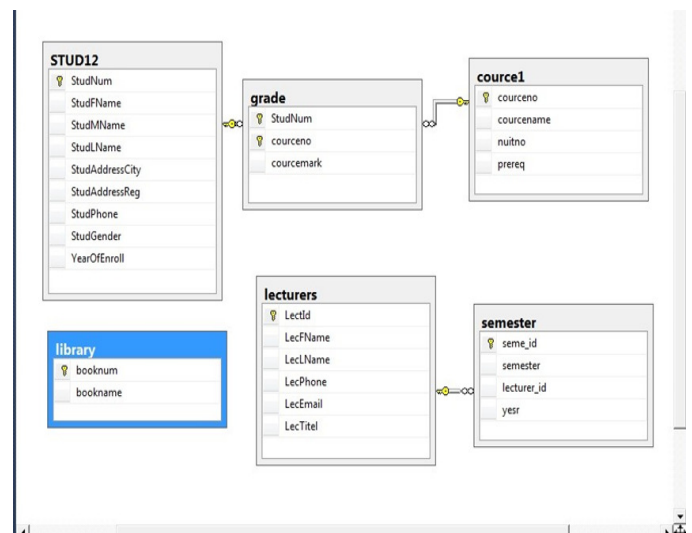 STUD12
StudNum
StudFName
StudMName
StudLName
StudAddressCity
StudAddressReg
StudPhone
StudGender
YearOfEnroll
grade
StudNum
courceno
courcemark
cource1
courceno
courcename
nuitno
prereq
library
booknum
bookname
lecturers
LectId
LecFName
LecLName
LecPhone
LecEmail
LecTitel
semester
seme_id
semester
lecturer_id
yesr